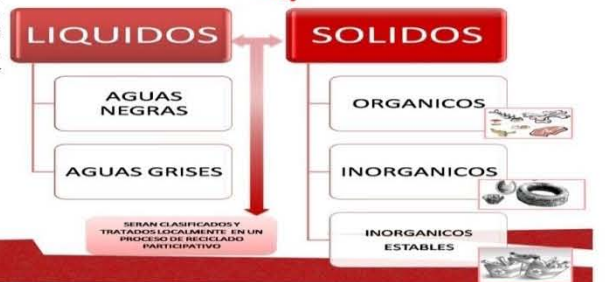 LIQUIDOS
AGUAS
NEGRAS
AGUAS GRISES
SERAN CLASIFICADOS Y
TRATADOS LOCALMENTE EN UN
PROCESO DE RECICLADO
PARTICIPATIVO
SOLIDOS
ORGANICOS
INORGANICOS
INORGANICOS
ESTABLES